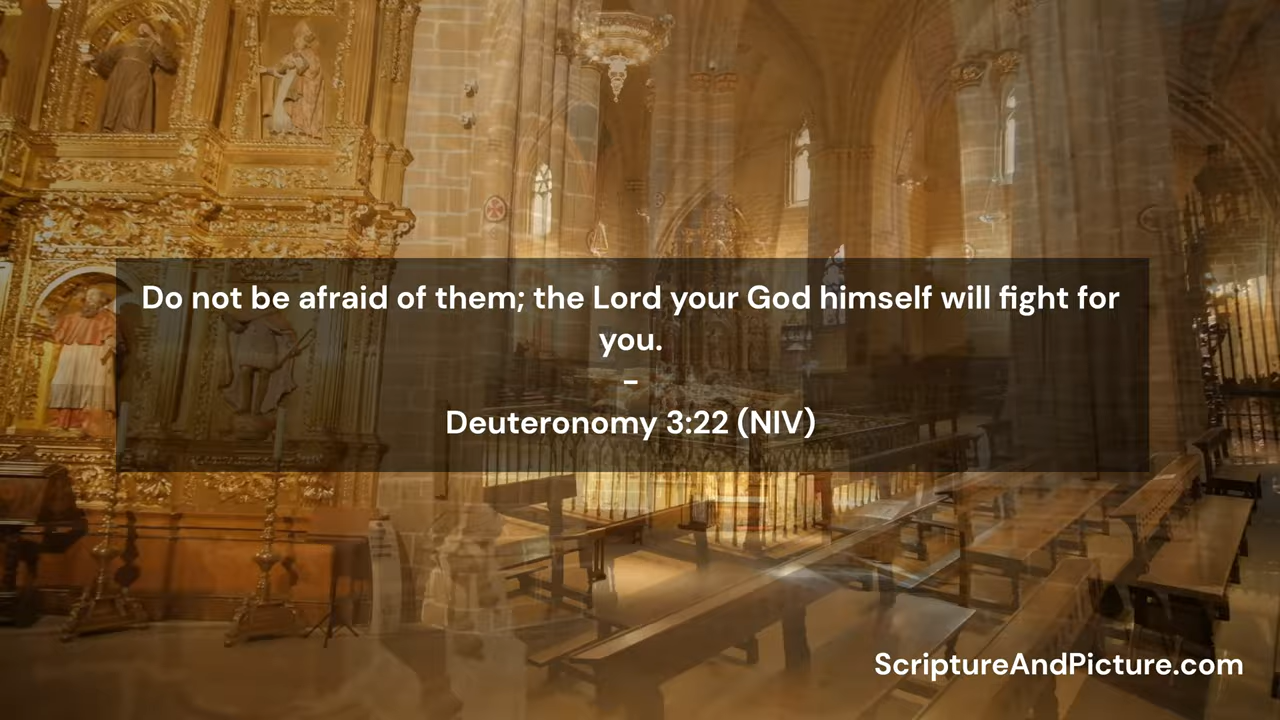 Do not be afraid of them; the Lord your God himself will fight for
you.
-
Deuteronomy 3:22 (NIV)
ScriptureAndPicture.com